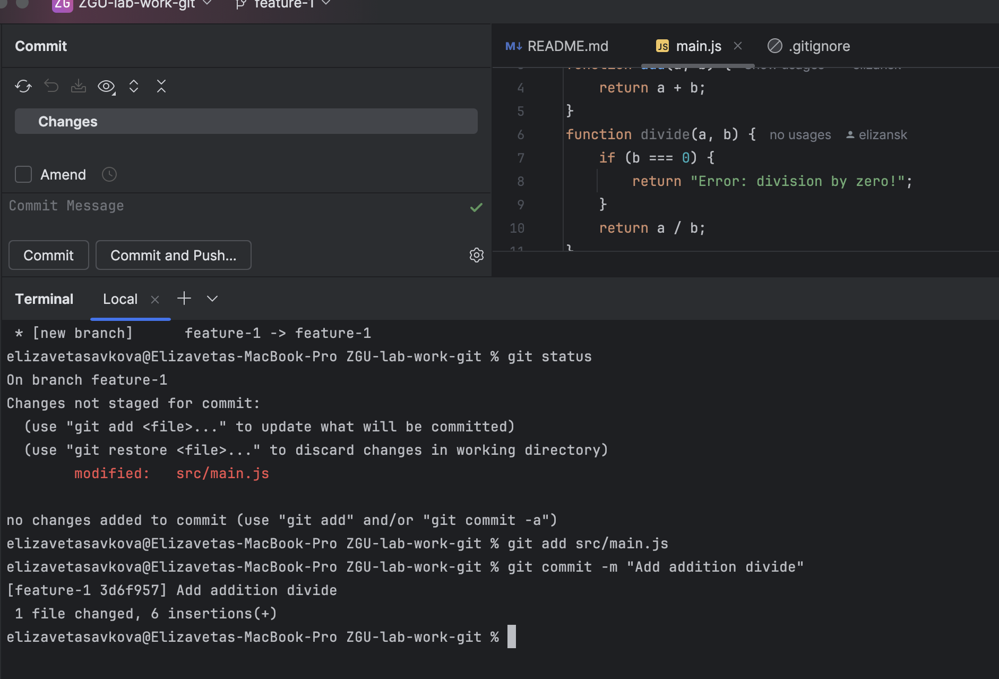 ZG ZGU-lab-work-git feature-1
Commit
Changes
Amend
Commit Message
Commit Commit and Push...
README.md main.js .gitignore
function add(a, b) { Show usages elizansk
4 return a + b;
5 }
6 function divide(a, b) { no usages elizansk
7 if (b === 0) {
8 return "Error: division by zero!";
9 }
10 return a / b;
11 }
Terminal Local
* [new branch] feature-1 -> feature-1
elizavetasavkova@Elizavetas-MacBook-Pro ZGU-lab-work-git % git status
On branch feature-1
Changes not staged for commit:
(use "git add <file>..." to update what will be committed)
(use "git restore <file>..." to discard changes in working directory)
modified: src/main.js
no changes added to commit (use "git add" and/or "git commit -a")
elizavetasavkova@Elizavetas-MacBook-Pro ZGU-lab-work-git % git add src/main.js
elizavetasavkova@Elizavetas-MacBook-Pro ZGU-lab-work-git % git commit -m "Add addition divide"
[feature-1 3d6f957] Add addition divide
1 file changed, 6 insertions(+)
elizavetasavkova@Elizavetas-MacBook-Pro ZGU-lab-work-git %